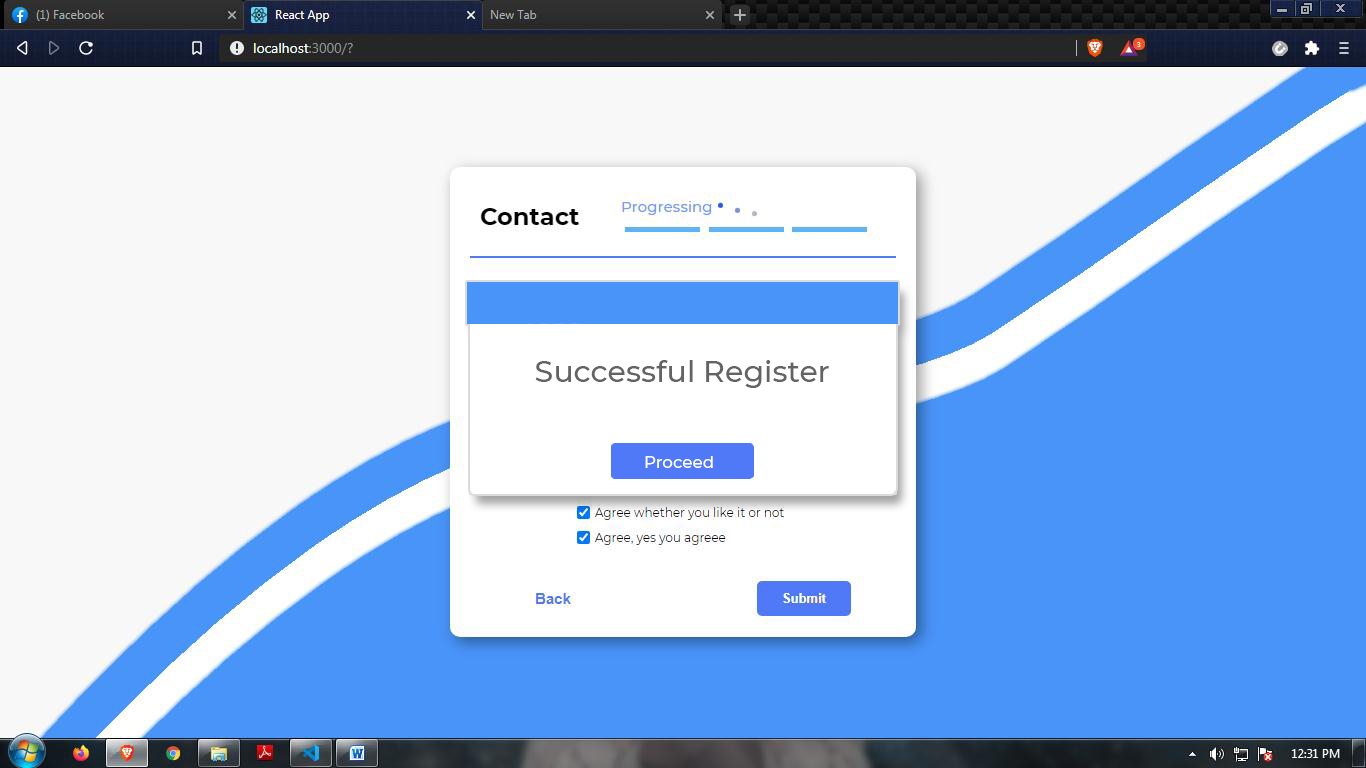 (1) Facebook
React App
New Tab
localhost:3000/?
3
Contact
Progressing
Successful Register
Proceed
Agree whether you like it or not
Agree, yes you agreee
Back
Submit
12:31 PM